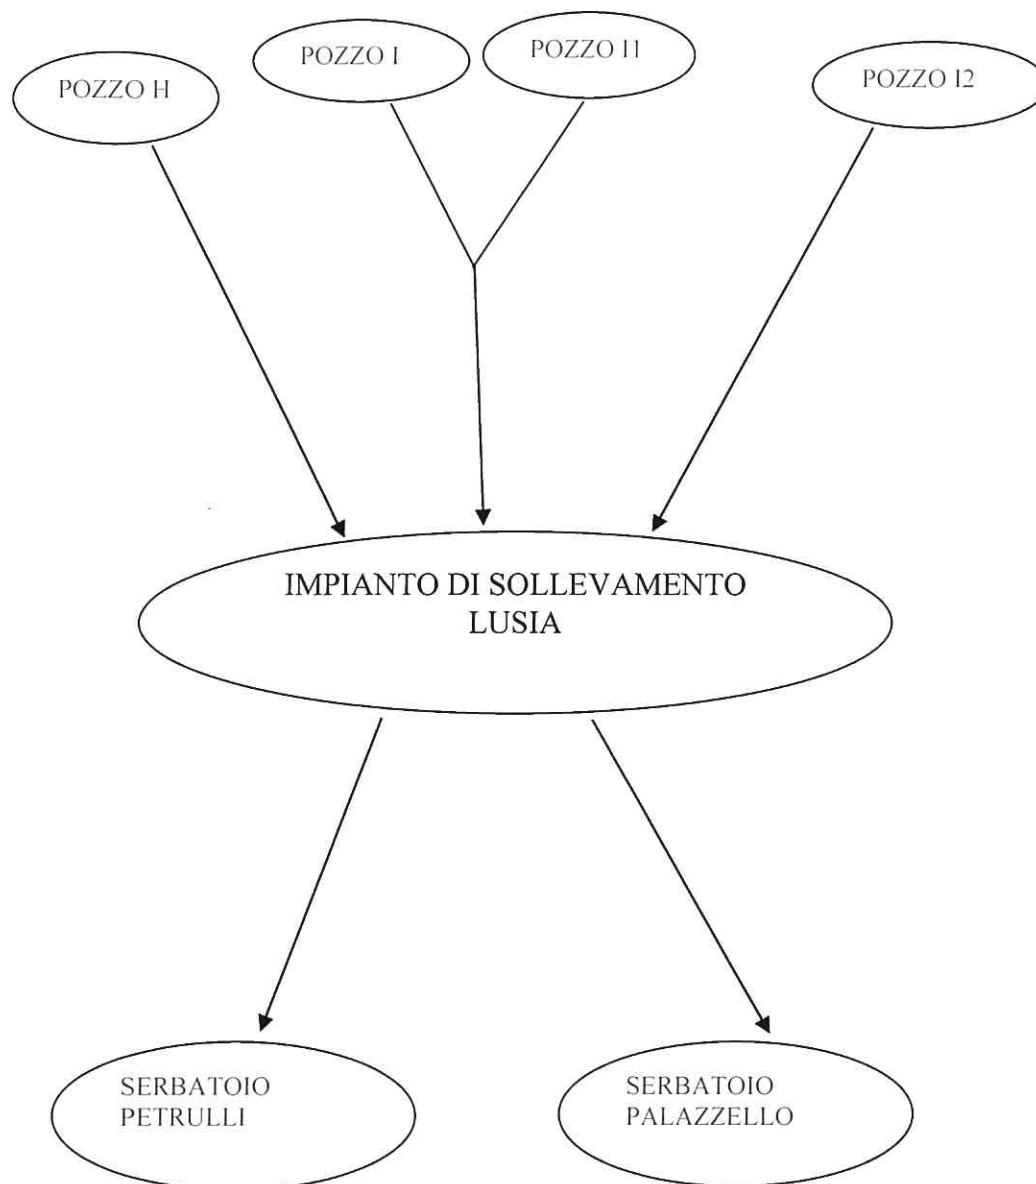 POZZO H
POZZO I
POZZO I1
POZZO I2
IMPIANTO DI SOLLEVAMENTO
LUSIA
SERBATOIO
PETRULLI
SERBATOIO
PALAZZELLO